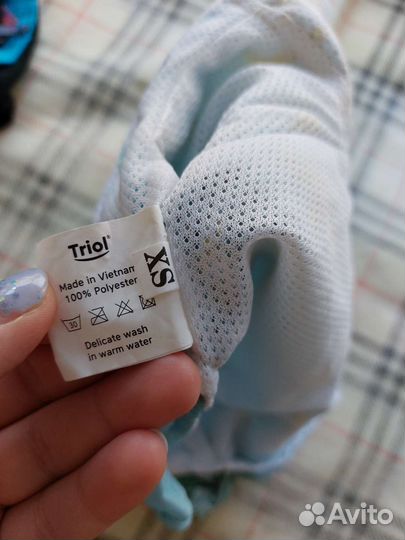 Triol®
Made in Vietnam
100% Polyester
XS
30
Delicate wash
in warm water
Avito